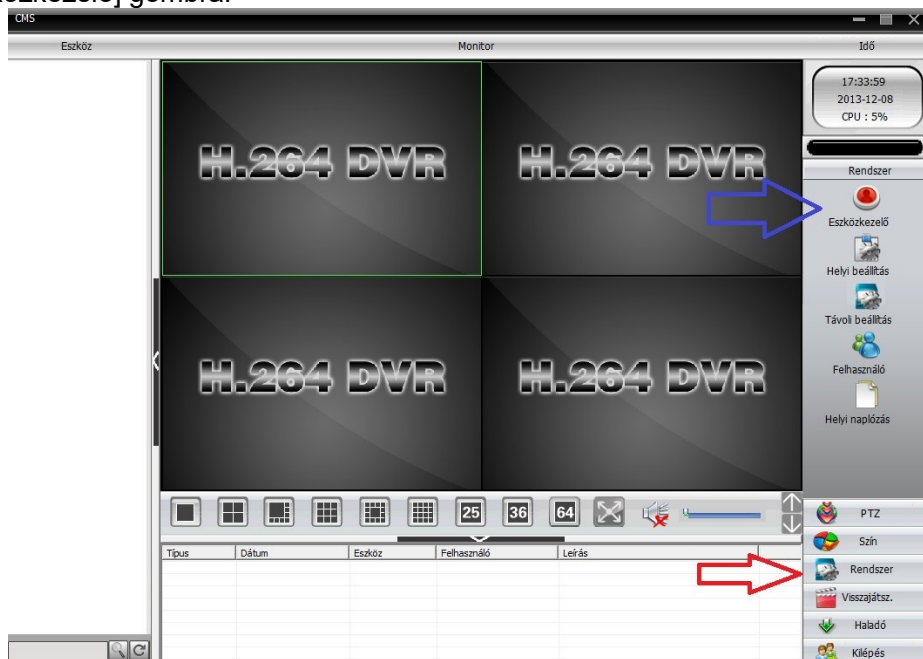 gombra.
CMS
Eszköz
Monitor
Idő
17:33:59
2013-12-08
CPU : 5%
H.264 DVR
H.264 DVR
Rendszer
Eszközkezelő
Helyi beállítás
Távoli beállítás
H.264 DVR
H.264 DVR
Felhasználó
Helyi naplózás
25
36
64
PTZ
Szín
Típus
Dátum
Eszköz
Felhasználó
Leírás
Rendszer
Visszajátsz.
Haladó
Kilépés